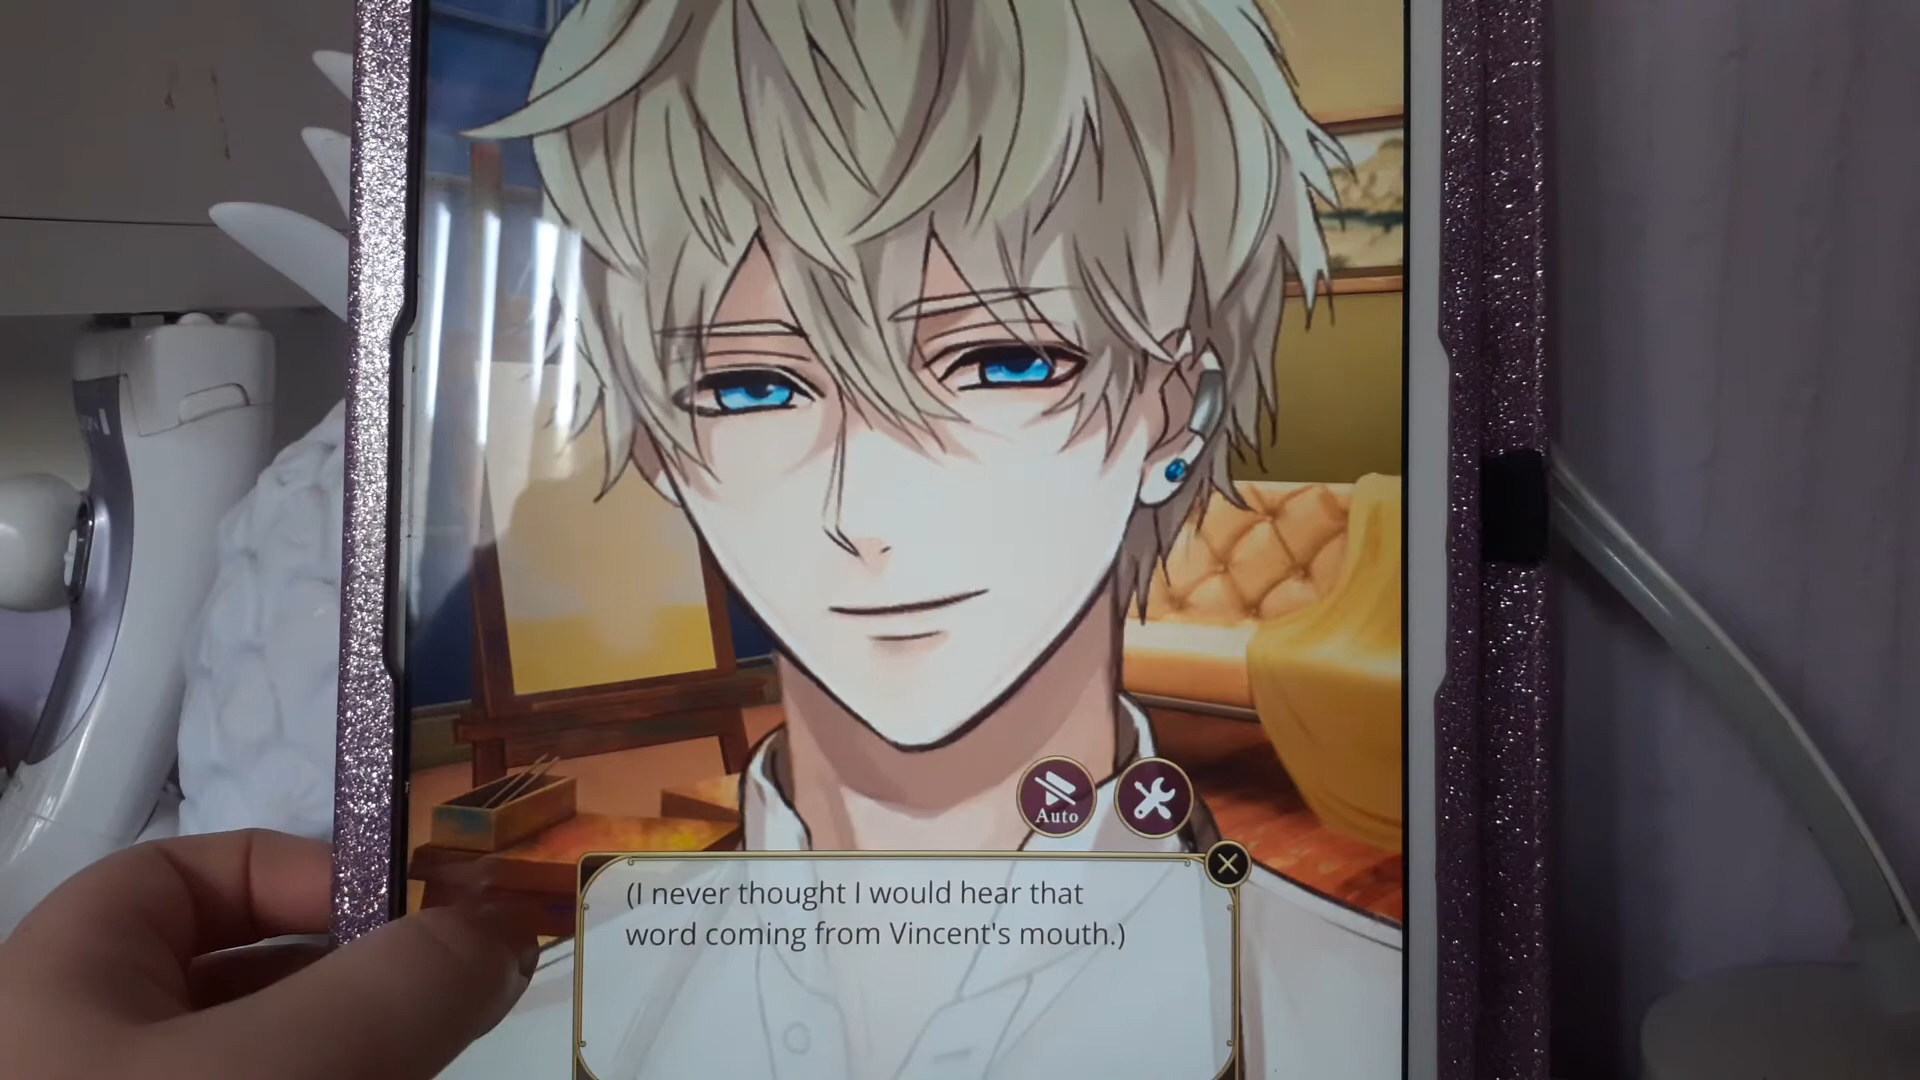 Auto
(I never thought I would hear that
word coming from Vincent's mouth.)